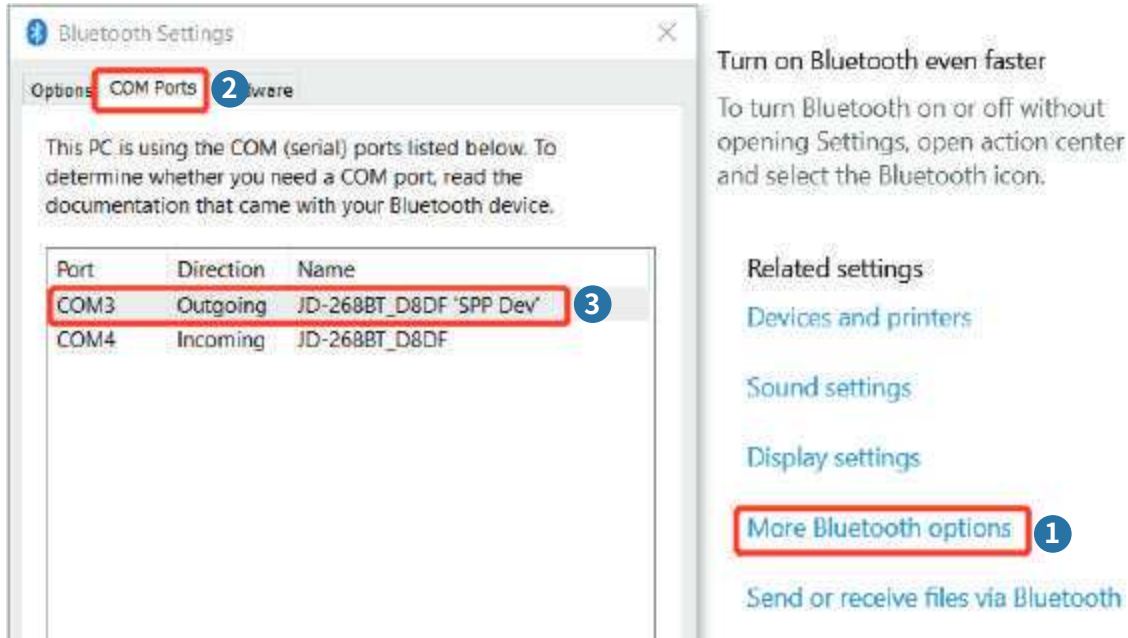 Bluetooth Settings
Options COM Ports 2 ware
This PC is using the COM (serial) ports listed below. To
determine whether you need a COM port, read the
documentation that came with your Bluetooth device.
Port Direction Name
COM3 Outgoing JD-268BT_D8DF 'SPP Dev' 3
COM4 Incoming JD-268BT_D8DF
Turn on Bluetooth even faster
To turn Bluetooth on or off without
opening Settings, open action center
and select the Bluetooth icon.
Related settings
Devices and printers
Sound settings
Display settings
More Bluetooth options 1
Send or receive files via Bluetooth